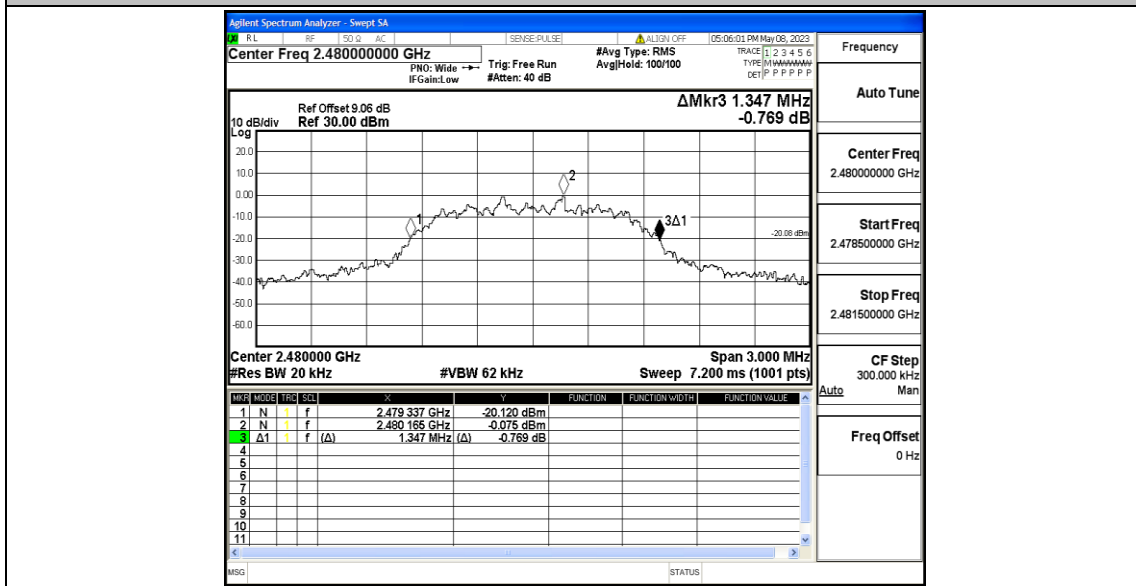 Agilent Spectrum Analyzer - Swept SA
RL RF 50 Ω AC SENSE:PULSE ALIGN OFF 05:06:01 PM May 08, 2023
Center Freq 2.480000000 GHz
PNO: Wide
IFGain:Low
Trig: Free Run
#Atten: 40 dB
#Avg Type: RMS
Avg|Hold: 100/100
TRACE 1 2 3 4 5 6
TYPE M
DET P P P P P P
Frequency
Auto Tune
Center Freq
2.480000000 GHz
Start Freq
2.478500000 GHz
Stop Freq
2.481500000 GHz
CF Step
300.000 kHz
Auto Man
Freq Offset
0 Hz
ΔMkr3 1.347 MHz
-0.769 dB
Ref Offset 9.06 dB
10 dB/div Ref 30.00 dBm
Log
20.0
10.0
0.00
-10.0
-20.0
-30.0
-40.0
-50.0
-60.0
1
2
3Δ1
-20.08 dBm
Center 2.480000 GHz Span 3.000 MHz
#Res BW 20 kHz #VBW 62 kHz Sweep 7.200 ms (1001 pts)
MKR MODE TRC SCL X Y FUNCTION FUNCTION WIDTH FUNCTION VALUE
1 N 1 f 2.479 337 GHz -20.120 dBm
2 N 1 f 2.480 165 GHz -0.075 dBm
3 Δ1 1 f (Δ) 1.347 MHz (Δ) -0.769 dB
4
5
6
7
8
9
10
11
MSG STATUS